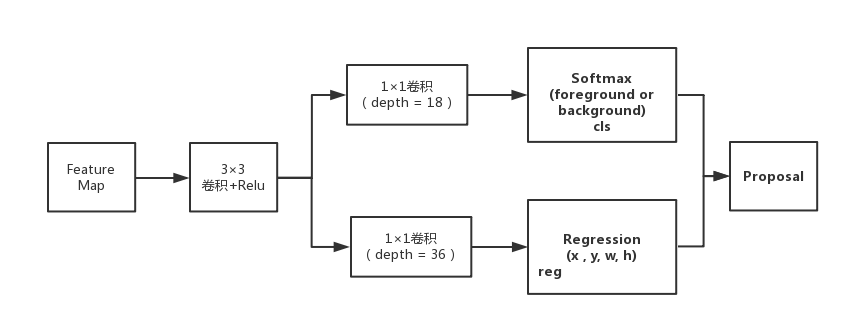 Feature
Map
3×3
卷积+Relu
1×1卷积
( depth = 18 )
Softmax
(foreground or
background)
cls
1×1卷积
( depth = 36 )
Regression
(x , y, w, h)
reg
Proposal